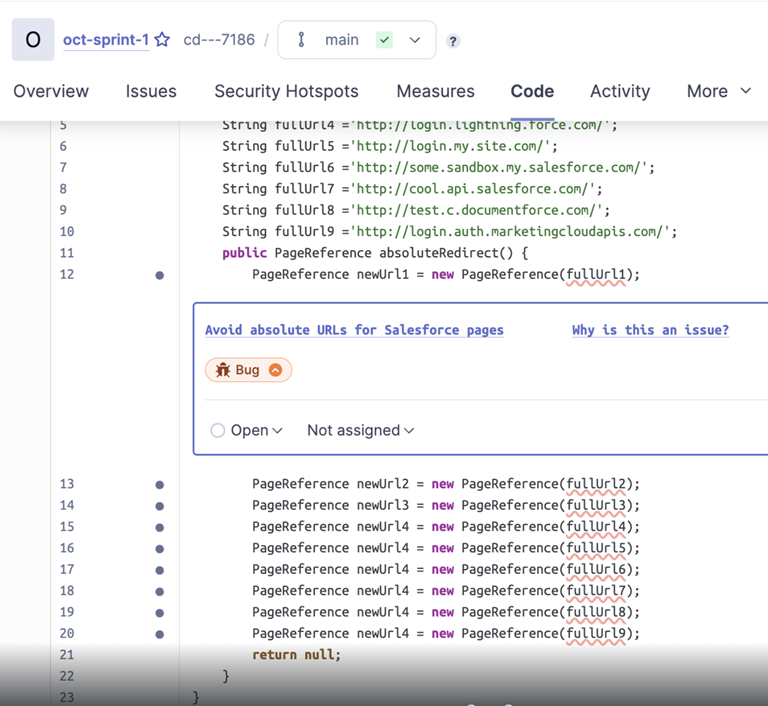 O oct-sprint-1 cd---7186 / main ?
Overview Issues Security Hotspots Measures Code Activity More
5 String fullUrl4 ='http://login.lightning.force.com/';
6 String fullUrl5 ='http://login.my.site.com/';
7 String fullUrl6 ='http://some.sandbox.my.salesforce.com/';
8 String fullUrl7 ='http://cool.api.salesforce.com/';
9 String fullUrl8 ='http://test.c.documentforce.com/';
10 String fullUrl9 ='http://login.auth.marketingcloudapis.com/';
11 public PageReference absoluteRedirect() {
12 PageReference newUrl1 = new PageReference(fullUrl1);
Avoid absolute URLs for Salesforce pages Why is this an issue?
Bug
Open Not assigned
13 PageReference newUrl2 = new PageReference(fullUrl2);
14 PageReference newUrl3 = new PageReference(fullUrl3);
15 PageReference newUrl4 = new PageReference(fullUrl4);
16 PageReference newUrl4 = new PageReference(fullUrl5);
17 PageReference newUrl4 = new PageReference(fullUrl6);
18 PageReference newUrl4 = new PageReference(fullUrl7);
19 PageReference newUrl4 = new PageReference(fullUrl8);
20 PageReference newUrl4 = new PageReference(fullUrl9);
21 return null;
22 }
23 }